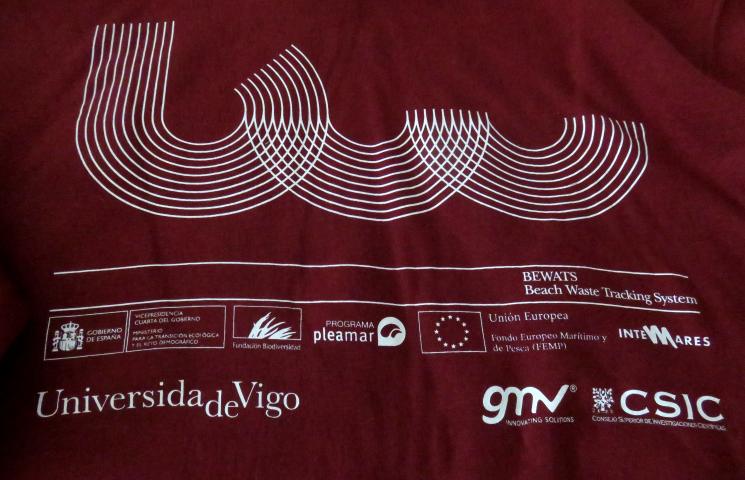 BEWATS
Beach Waste Tracking System
GOBIERNO
DE ESPAÑA
VICEPRESIDENCIA
CUARTA DEL GOBIERNO
MINISTERIO
PARA LA TRANSICIÓN ECOLÓGICA
Y EL RETO DEMOGRÁFICO
Fundación Biodiversidad
PROGRAMA
pleamar
Unión Europea
Fondo Europeo Marítimo y
de Pesca (FEMP)
INTEMARES
UniversidadeVigo
gmv®
INNOVATING SOLUTIONS
CSIC
CONSEJO SUPERIOR DE INVESTIGACIONES CIENTÍFICAS